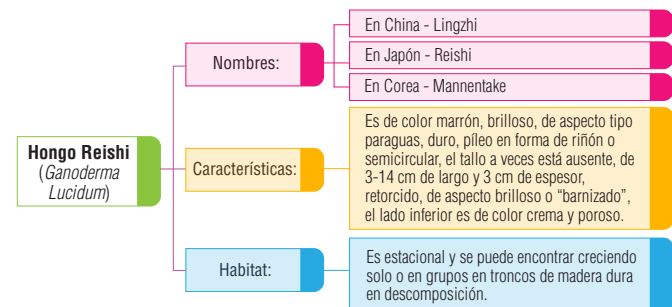 Hongo Reishi
(Ganoderma
Lucidum)
Nombres:
En China - Lingzhi
En Japón - Reishi
En Corea - Mannentake
Características:
Es de color marrón, brilloso, de aspecto tipo
paraguas, duro, píleo en forma de riñón o
semicircular, el tallo a veces está ausente, de
3-14 cm de largo y 3 cm de espesor,
retorcido, de aspecto brilloso o “barnizado”,
el lado inferior es de color crema y poroso.
Habitat:
Es estacional y se puede encontrar creciendo
solo o en grupos en troncos de madera dura
en descomposición.